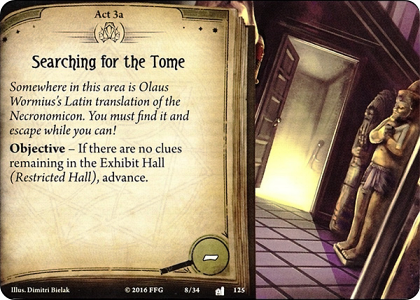 Act 3a
Searching for the Tome
Somewhere in this area is Olaus
Wormius's Latin translation of the
Necronomicon. You must find it and
escape while you can!
Objective – If there are no clues
remaining in the Exhibit Hall
(Restricted Hall), advance.
–
Illus. Dimitri Bielak
© 2016 FFG
8/34
125